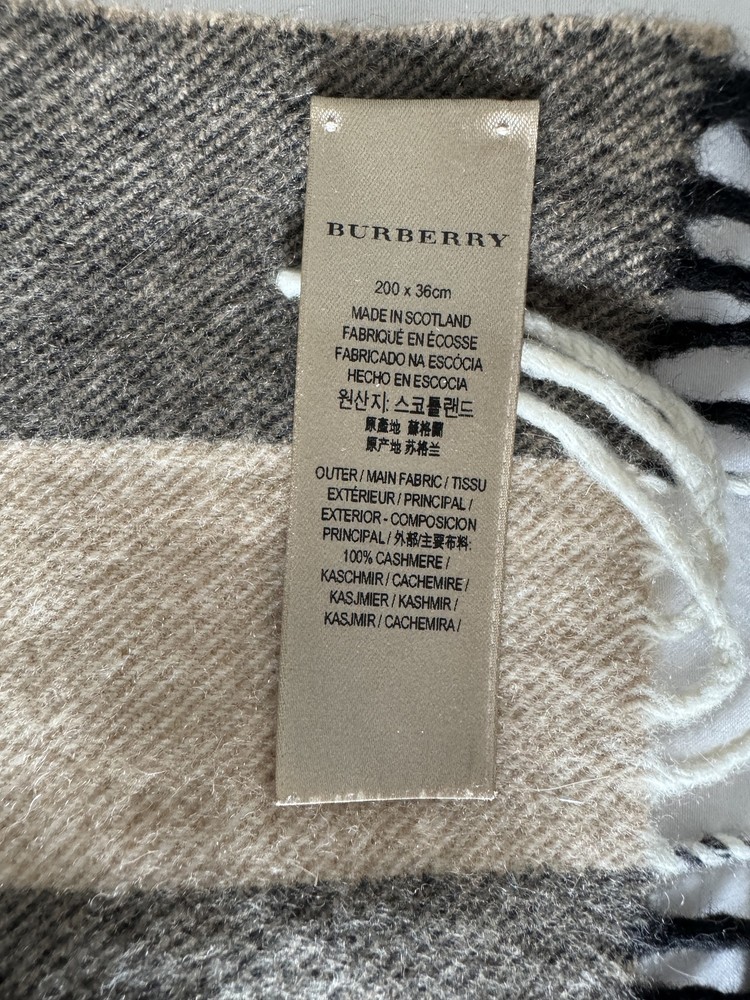 BURBERRY
200 x 36cm
MADE IN SCOTLAND
FABRIQUÉ EN ÉCOSSE
FABRICADO NA ESCÓCIA
HECHO EN ESCOCIA
원산지: 스코틀랜드
原產地 蘇格蘭
原产地 苏格兰
OUTER / MAIN FABRIC / TISSU
EXTÉRIEUR / PRINCIPAL /
EXTERIOR - COMPOSICION
PRINCIPAL / 外部/主要布料:
100% CASHMERE /
KASCHMIR / CACHEMIRE /
KASJMIER / KASHMIR /
KASJMIR / CACHEMIRA /